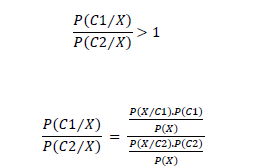 P(C1/X)
P(C2/X) > 1
P(C1/X)
P(C2/X) = P(X/C1).P(C1)
P(X)
P(X/C2).P(C2)
P(X)